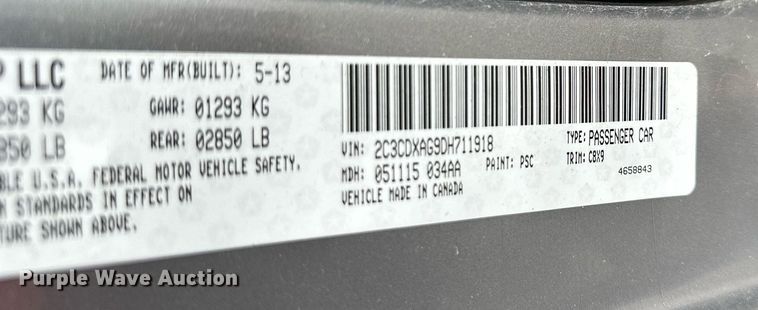 P LLC DATE OF MFR(BUILT): 5-13
293 KG GAWR: 01293 KG
850 LB REAR: 02850 LB
VIN: 2C3CDXAG9DH711918 TYPE: PASSENGER CAR
MDH: 051115 034AA PAINT: PSC TRIM: CBX9
VEHICLE MADE IN CANADA 4658843
BLE U.S.A. FEDERAL MOTOR VEHICLE SAFETY,
N STANDARDS IN EFFECT ON
TURE SHOWN ABOVE.
Purple Wave Auction